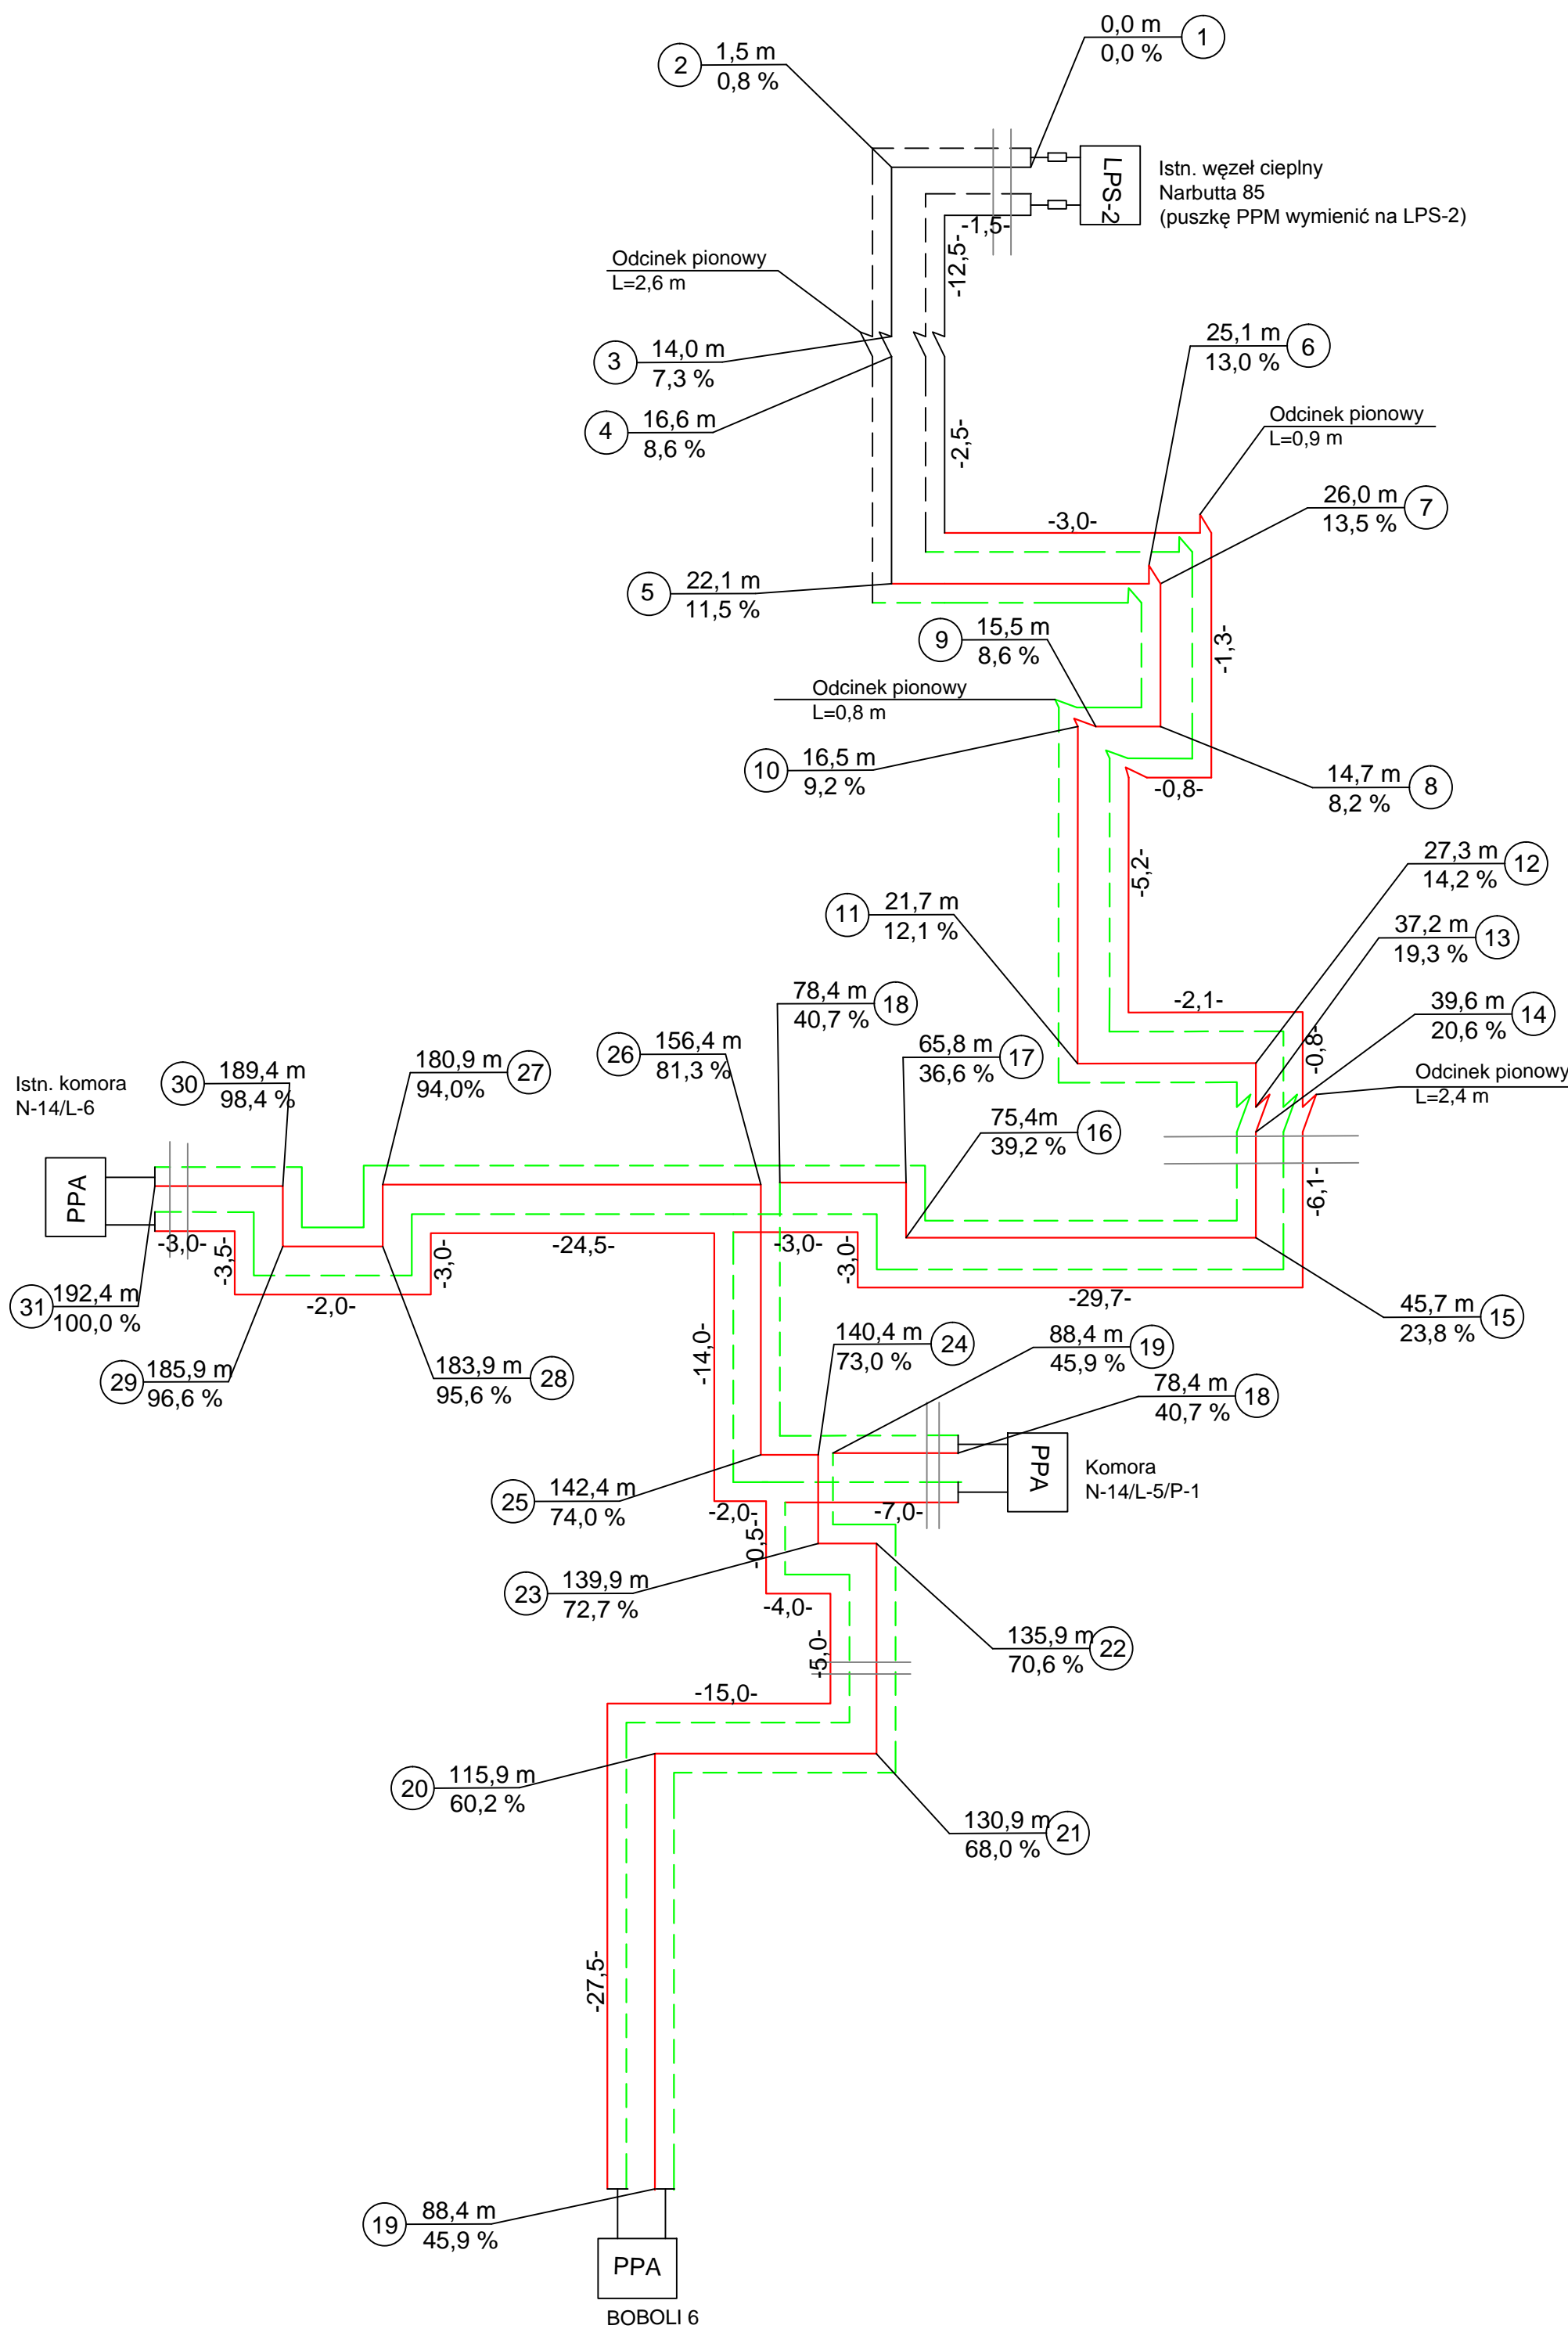 0,0 m
1
0,0 %
2
1,5 m
0,8 %
LPS-2
Istn. węzeł cieplny
Narbutta 85
(puszkę PPM wymienić na LPS-2)
-1,5-
-12,5-
Odcinek pionowy
L=2,6 m
3
14,0 m
7,3 %
25,1 m
6
13,0 %
4
16,6 m
8,6 %
-2,5-
Odcinek pionowy
L=0,9 m
-3,0-
26,0 m
7
13,5 %
5
22,1 m
11,5 %
9
15,5 m
8,6 %
-1,3-
Odcinek pionowy
L=0,8 m
10
16,5 m
9,2 %
-0,8-
14,7 m
8
8,2 %
-5,2-
27,3 m
12
14,2 %
11
21,7 m
12,1 %
37,2 m
13
19,3 %
-2,1-
78,4 m
18
40,7 %
39,6 m
14
20,6 %
-0,8-
26
156,4 m
81,3 %
65,8 m
17
36,6 %
Istn. komora
N-14/L-6
30
189,4 m
98,4 %
180,9 m
27
94,0%
Odcinek pionowy
L=2,4 m
75,4m
16
39,2 %
PPA
-6,1-
-3,0-
-3,5-
-3,0-
-24,5-
-3,0-
-3,0-
31
192,4 m
100,0 %
-2,0-
-29,7-
45,7 m
15
23,8 %
29
185,9 m
96,6 %
183,9 m
28
95,6 %
-14,0-
140,4 m
24
73,0 %
88,4 m
19
45,9 %
78,4 m
18
40,7 %
PPA
Komora
N-14/L-5/P-1
25
142,4 m
74,0 %
-2,0-
-0,5-
-7,0-
23
139,9 m
72,7 %
-4,0-
-5,0-
135,9 m
22
70,6 %
-15,0-
20
115,9 m
60,2 %
130,9 m
21
68,0 %
-27,5-
19
88,4 m
45,9 %
PPA
BOBOLI 6